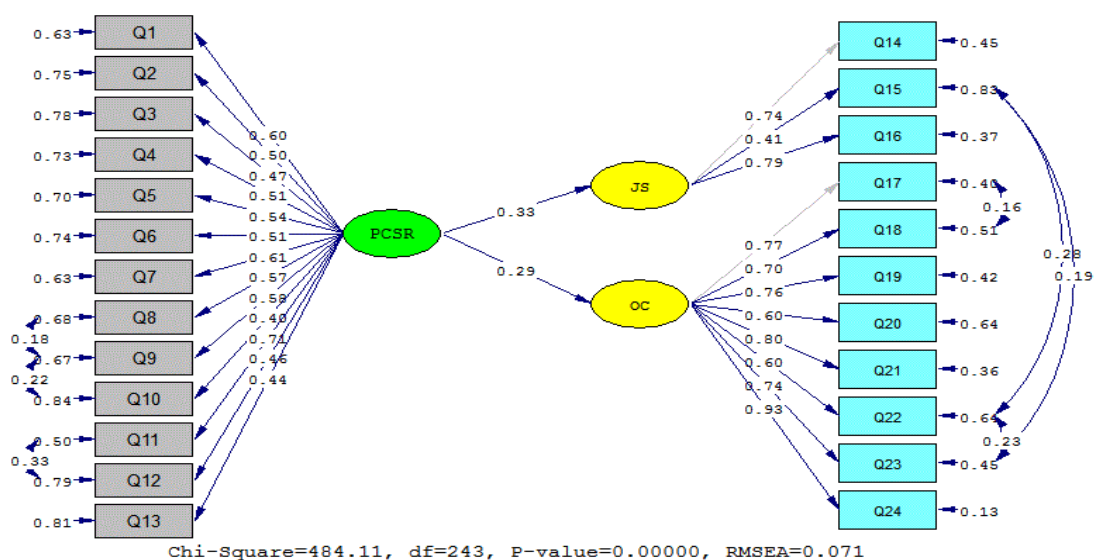 0.63 Q1
0.75 Q2
0.78 Q3
0.73 Q4
0.70 Q5
0.74 Q6
0.63 Q7
0.68 Q8
0.18
0.67 Q9
0.22
0.84 Q10
0.50 Q11
0.33
0.79 Q12
0.81 Q13
0.60
0.50
0.47
0.51
0.54
0.51
0.61
0.57
0.58
0.40
0.71
0.46
0.44
PCSR
0.33
0.29
JS
OC
0.74
0.41
0.79
0.77
0.70
0.76
0.60
0.80
0.60
0.74
0.93
Q14 0.45
Q15 0.83
Q16 0.37
Q17 0.40
0.16
Q18 0.51
0.28
0.19
Q19 0.42
Q20 0.64
Q21 0.36
Q22 0.64
0.23
Q23 0.45
Q24 0.13
Chi-Square=484.11, df=243, P-value=0.00000, RMSEA=0.071